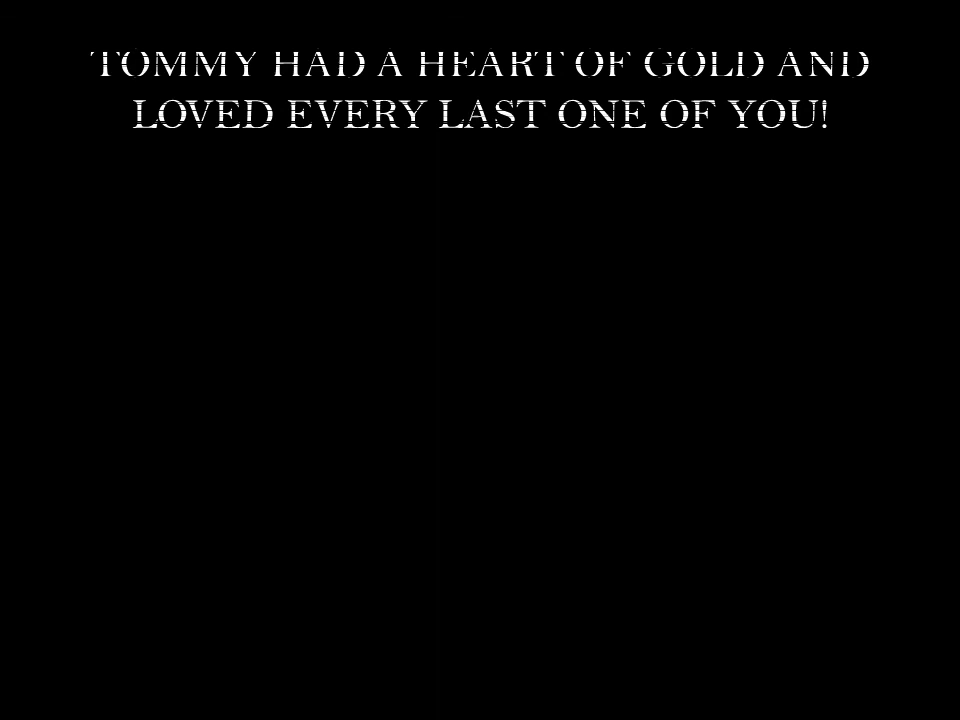 TOMMY HAD A HEART OF GOLD AND
LOVED EVERY LAST ONE OF YOU!